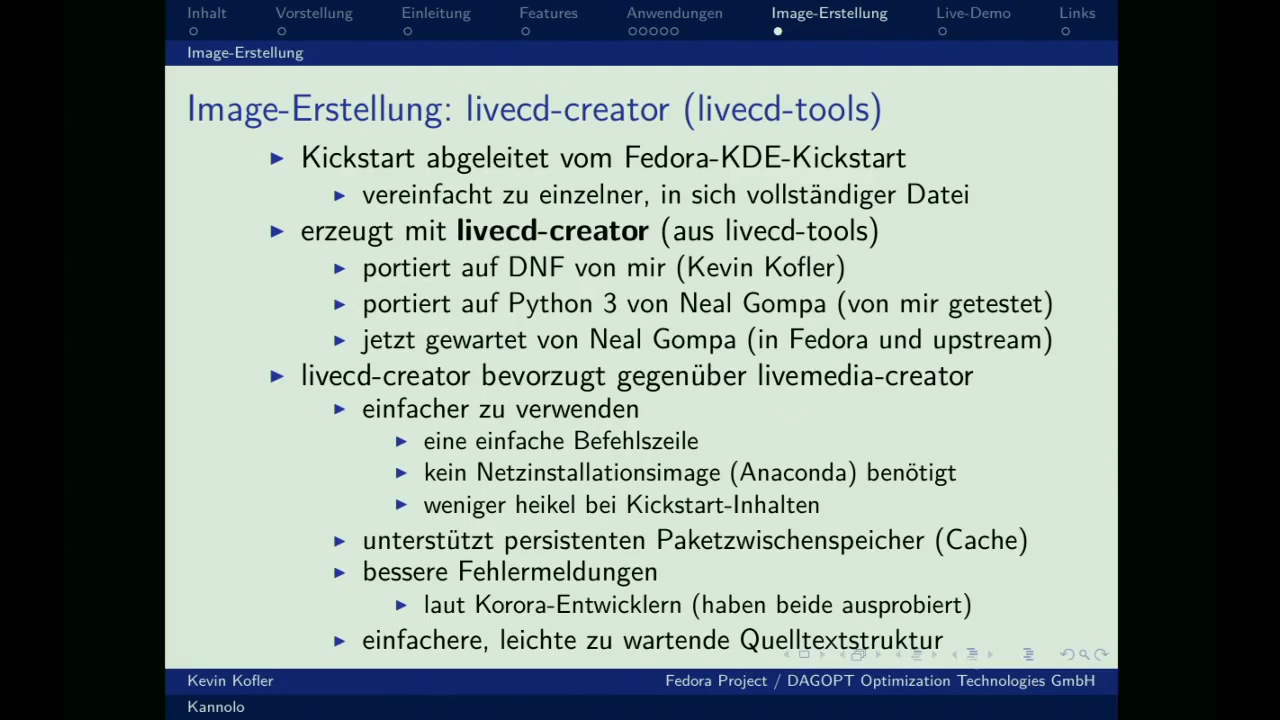 Inhalt Vorstellung Einleitung Features Anwendungen Image-Erstellung Live-Demo Links
Image-Erstellung
Image-Erstellung: livecd-creator (livecd-tools)
Kickstart abgeleitet vom Fedora-KDE-Kickstart
vereinfacht zu einzelner, in sich vollständiger Datei
erzeugt mit livecd-creator (aus livecd-tools)
portiert auf DNF von mir (Kevin Kofler)
portiert auf Python 3 von Neal Gompa (von mir getestet)
jetzt gewartet von Neal Gompa (in Fedora und upstream)
livecd-creator bevorzugt gegenüber livemedia-creator
einfacher zu verwenden
eine einfache Befehlszeile
kein Netzinstallationsimage (Anaconda) benötigt
weniger heikel bei Kickstart-Inhalten
unterstützt persistenten Paketzwischenspeicher (Cache)
bessere Fehlermeldungen
laut Korora-Entwicklern (haben beide ausprobiert)
einfachere, leichte zu wartende Quelltextstruktur
Kevin Kofler Fedora Project / DAGOPT Optimization Technologies GmbH
Kannolo